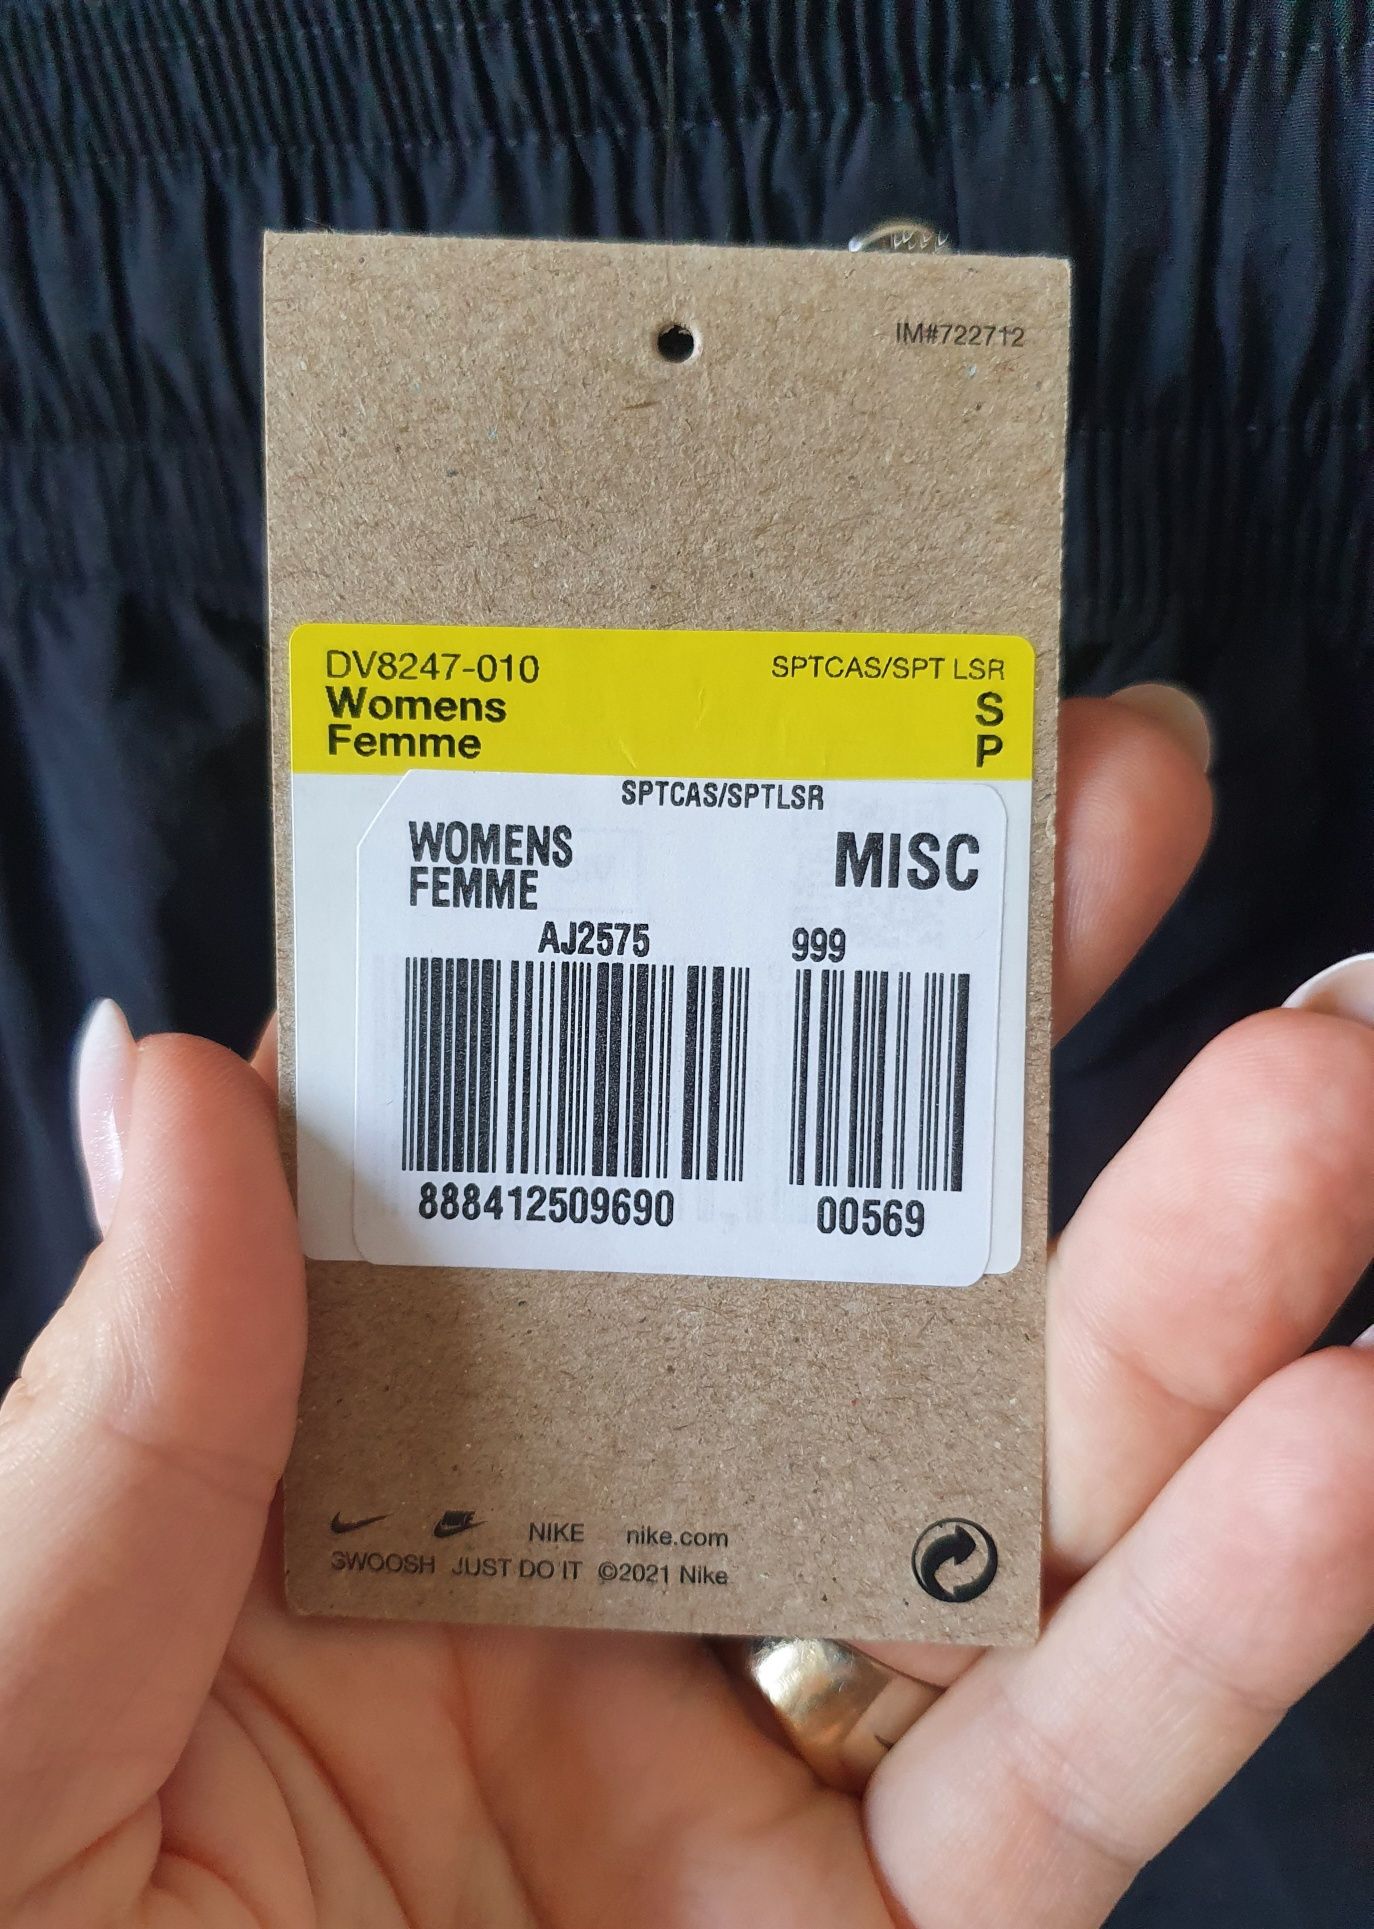 IM#722712
DV8247-010 SPTCAS/SPT LSR
Womens S
Femme P
SPTCAS/SPTLSR
WOMENS MISC
FEMME
AJ2575 999
888412509690 00569
NIKE nike.com
SWOOSH JUST DO IT ©2021 Nike